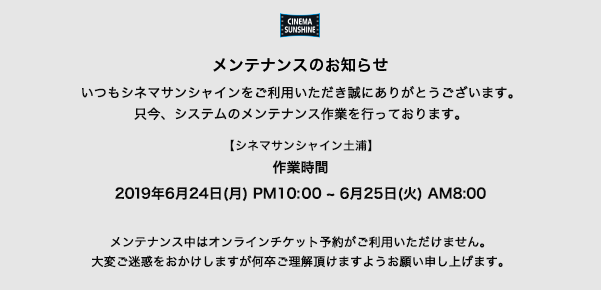 CINEMA
SUNSHINE
メンテナンスのお知らせ
いつもシネマサンシャインをご利用いただき誠にありがとうございます。
只今、システムのメンテナンス作業を行っております。
【シネマサンシャイン土浦】
作業時間
2019年6月24日(月) PM10:00 ~ 6月25日(火) AM8:00
メンテナンス中はオンラインチケット予約がご利用いただけません。
大変ご迷惑をおかけしますが何卒ご理解頂けますようお願い申し上げます。